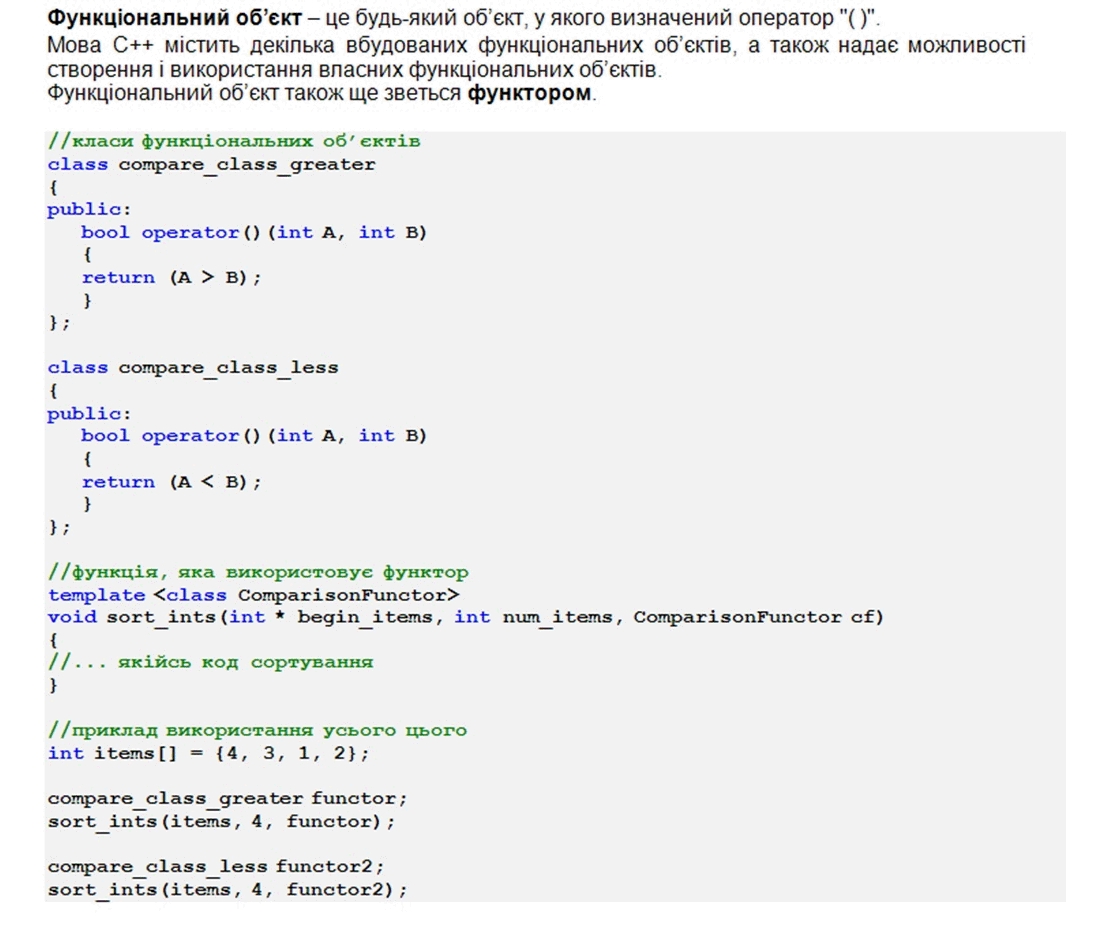 Функціональний об’єкт – це будь-який об’єкт, у якого визначений оператор "( )".
Мова С++ містить декілька вбудованих функціональних об’єктів, а також надає можливості
створення і використання власних функціональних об’єктів.
Функціональний об’єкт також ще зветься функтором.
//класи функціональних об’єктів
class compare_class_greater
{
public:
bool operator()(int A, int B)
{
return (A > B);
}
};
class compare_class_less
{
public:
bool operator()(int A, int B)
{
return (A < B);
}
};
//функція, яка використовує функтор
template <class ComparisonFunctor>
void sort_ints(int * begin_items, int num_items, ComparisonFunctor cf)
{
//... якійсь код сортування
}
//приклад використання усього цього
int items[] = {4, 3, 1, 2};
compare_class_greater functor;
sort_ints(items, 4, functor);
compare_class_less functor2;
sort_ints(items, 4, functor2);